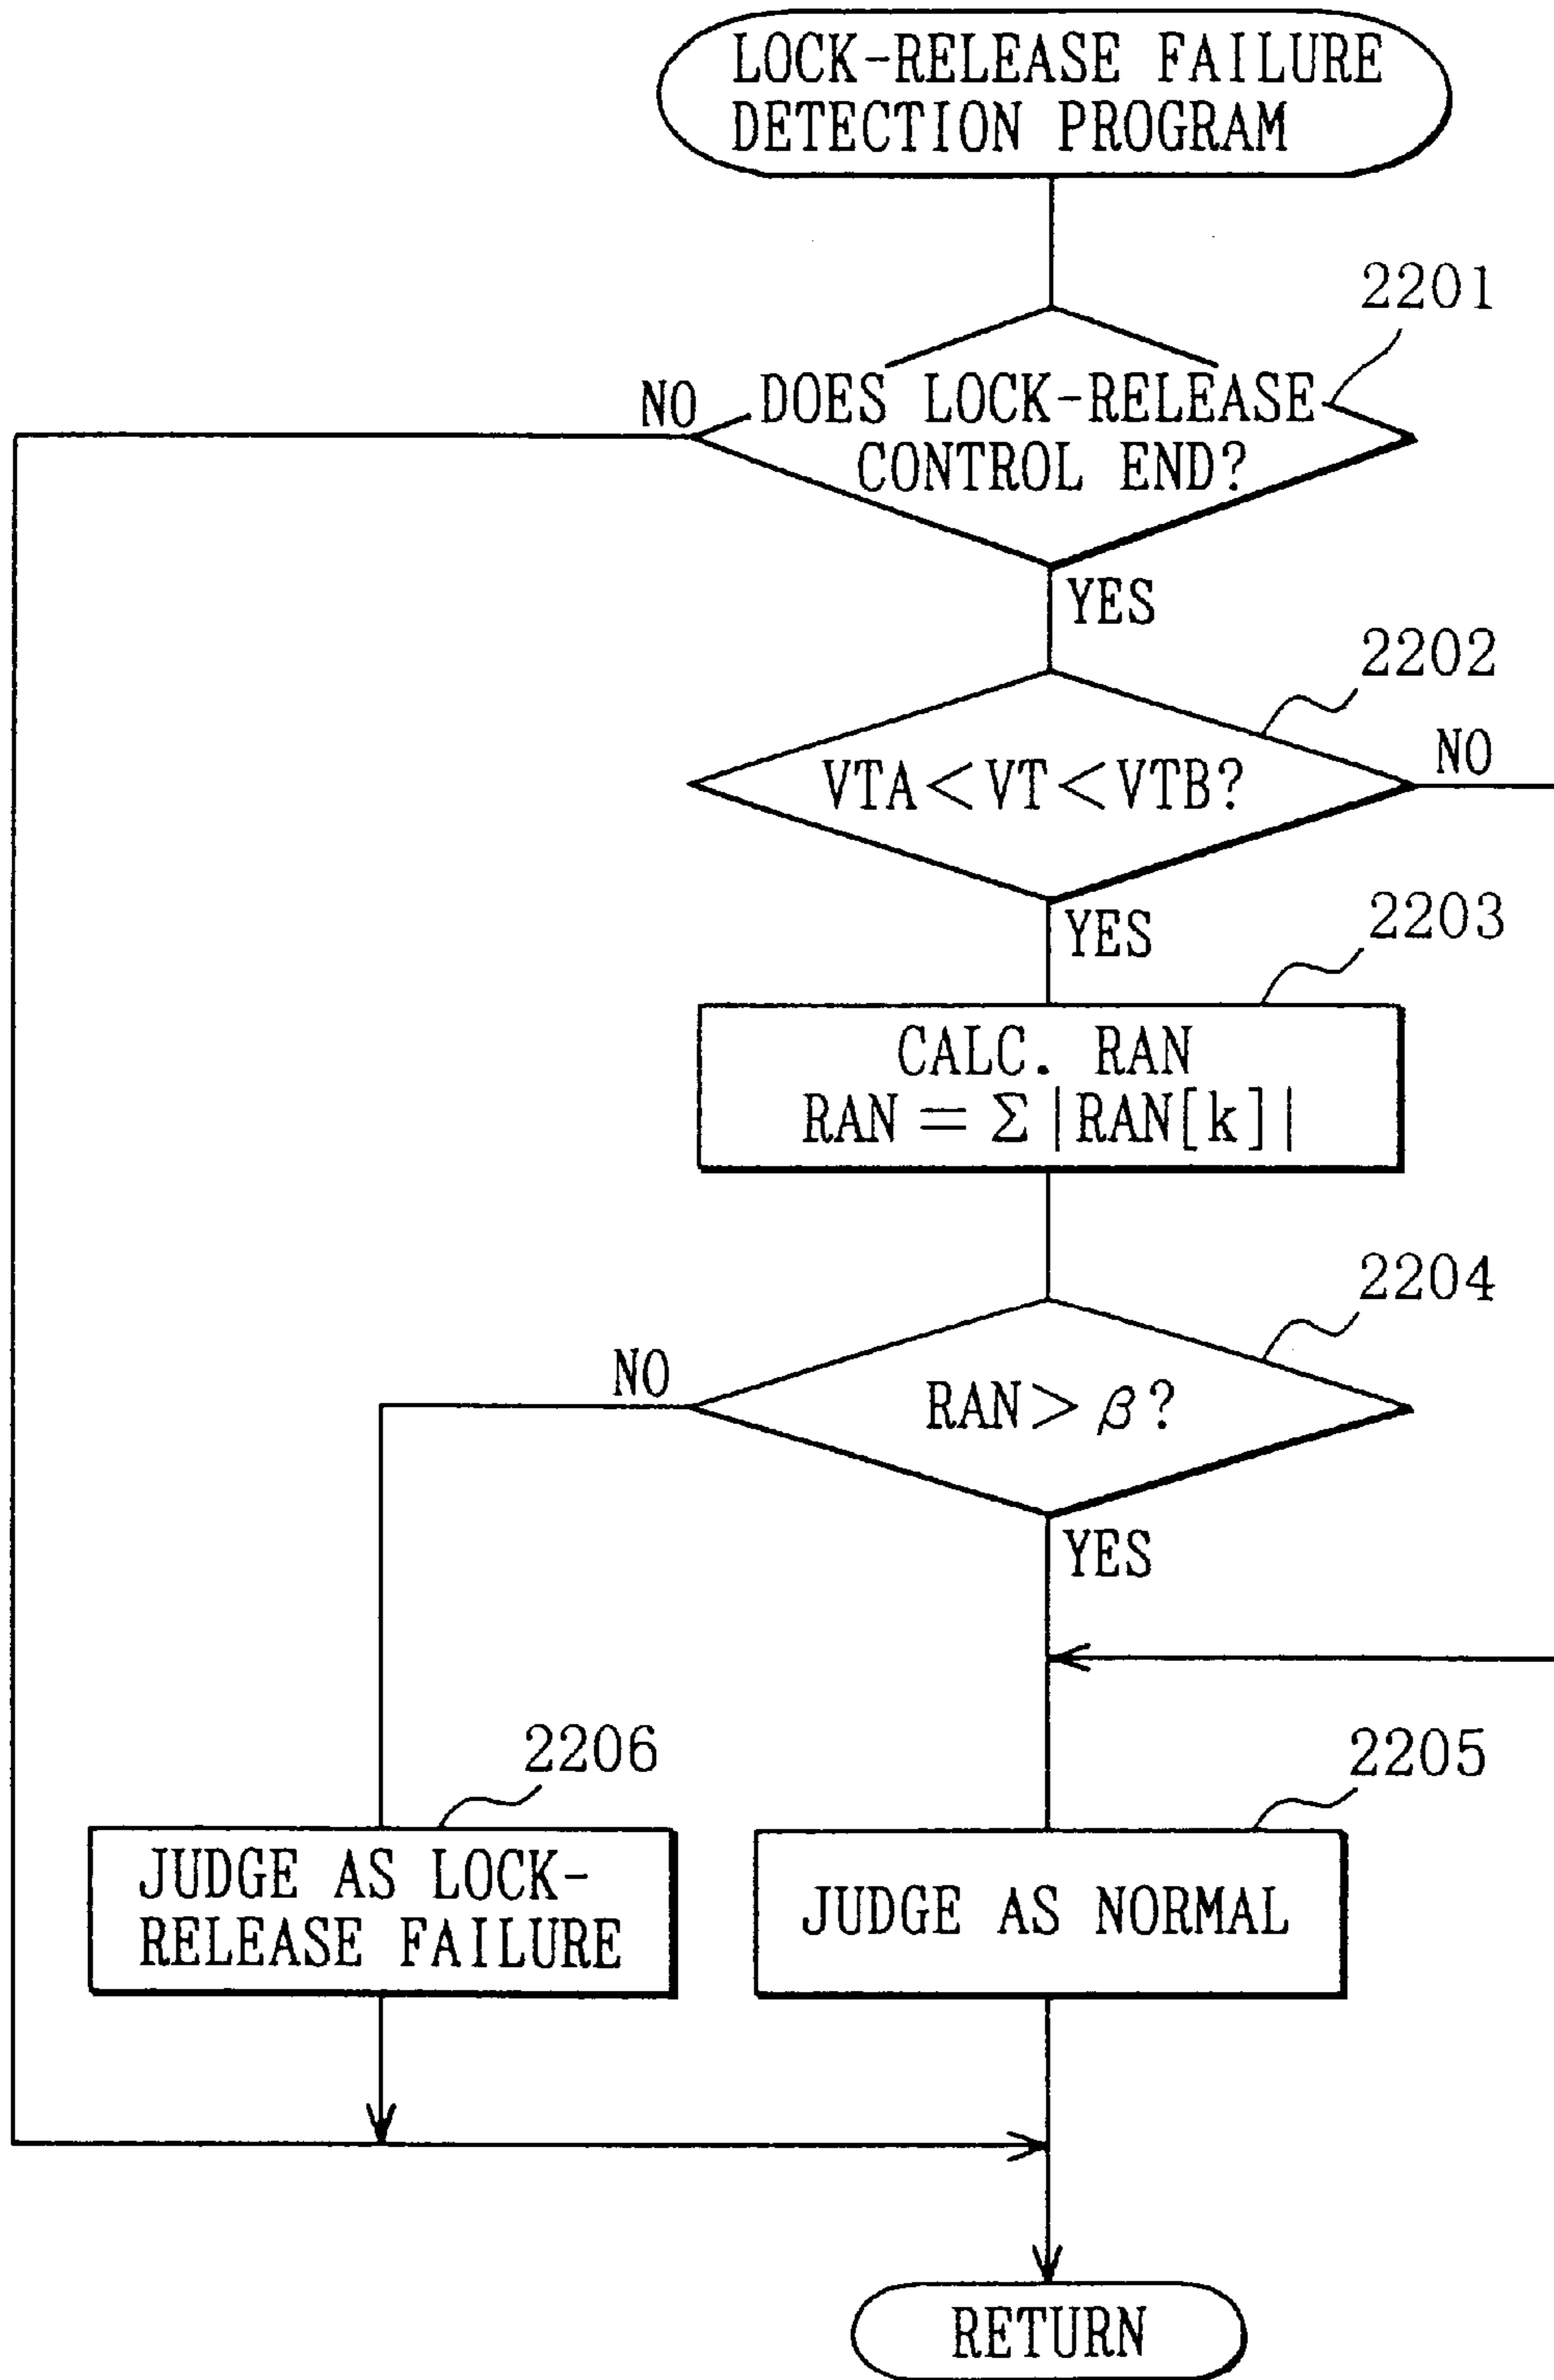 LOCK-RELEASE FAILURE
DETECTION PROGRAM
2201
NO
DOES LOCK-RELEASE
CONTROL END?
YES
2202
VTA<VT<VTB?
NO
YES
2203
CALC. RAN
RAN = Σ |RAN[k]|
2204
NO
RAN > β?
YES
2206
2205
JUDGE AS LOCK-
RELEASE FAILURE
JUDGE AS NORMAL
RETURN